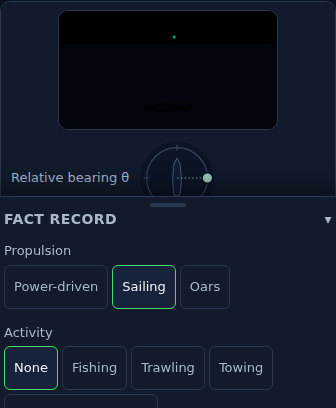 Relative bearing θ
FACT RECORD ▼
Propulsion
Power-driven Sailing Oars
Activity
None Fishing Trawling Towing